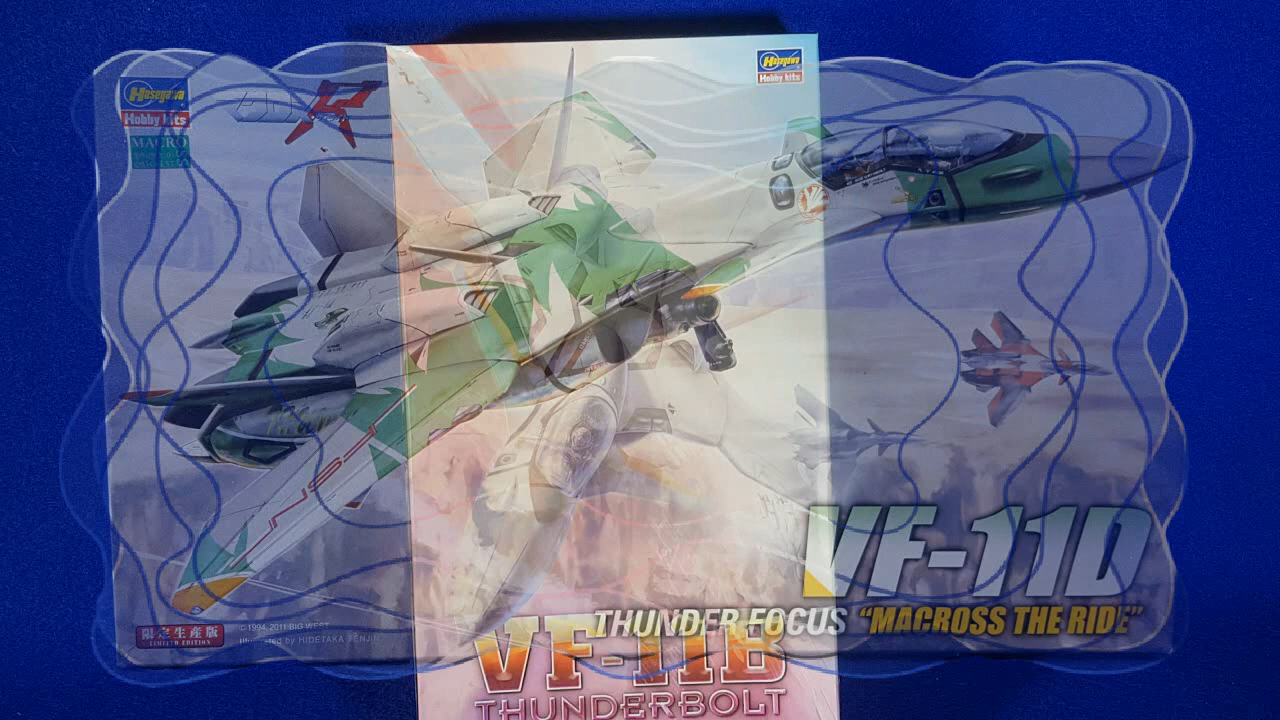 Hasegawa
Hobby kits
Hasegawa
Hobby kits
MACRO
VF-11D
THUNDER FOCUS "MACROSS THE RIDE"
限定生産版
LIMITED EDITION
© 1994, 2011 BIG WEST
Illustrated by HIDETAKA TENJIN
VF-11B
THUNDERBOLT